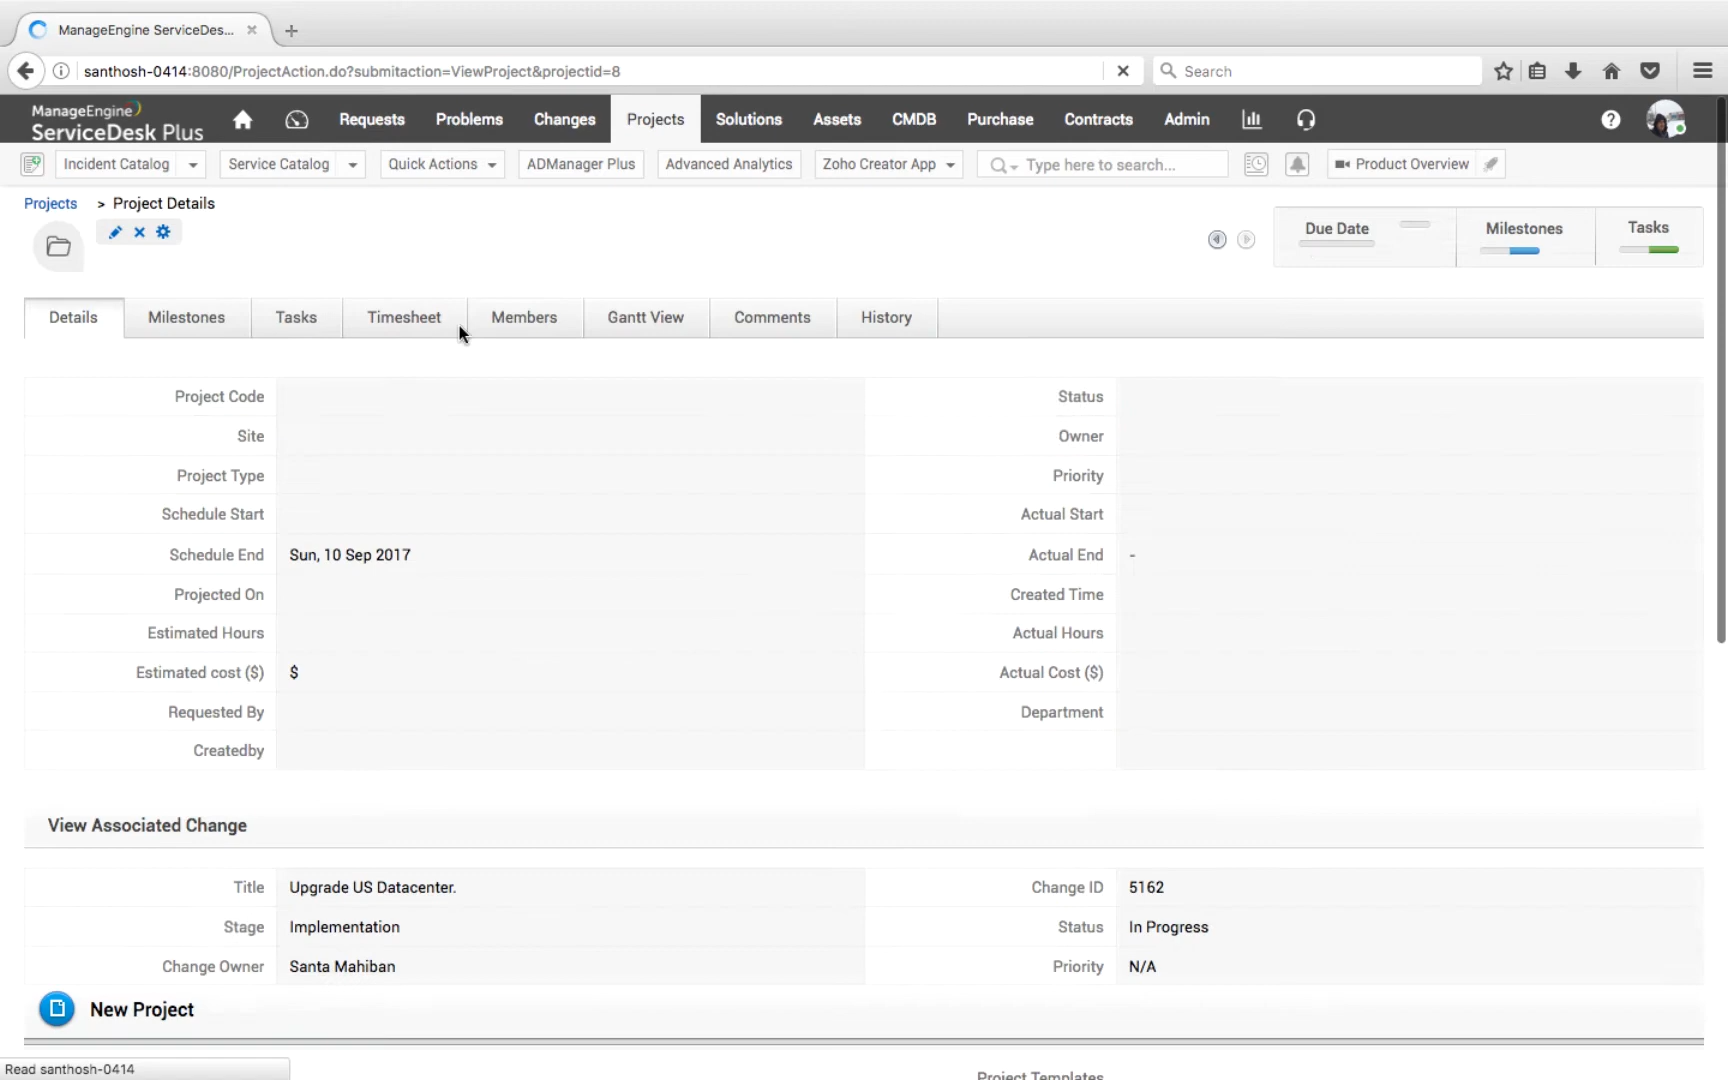 ManageEngine ServiceDes...
santhosh-0414:8080/ProjectAction.do?submitaction=ViewProject&projectid=8
Search
ManageEngine
ServiceDesk Plus
Requests
Problems
Changes
Projects
Solutions
Assets
CMDB
Purchase
Contracts
Admin
Incident Catalog
Service Catalog
Quick Actions
ADManager Plus
Advanced Analytics
Zoho Creator App
Type here to search...
Product Overview
Projects > Project Details
Due Date
Milestones
Tasks
Details
Milestones
Tasks
Timesheet
Members
Gantt View
Comments
History
Project Code
Status
Site
Owner
Project Type
Priority
Schedule Start
Actual Start
Schedule End Sun, 10 Sep 2017
Actual End -
Projected On
Created Time
Estimated Hours
Actual Hours
Estimated cost ($) $
Actual Cost ($)
Requested By
Department
Createdby
View Associated Change
Title Upgrade US Datacenter.
Change ID 5162
Stage Implementation
Status In Progress
Change Owner Santa Mahiban
Priority N/A
New Project
Read santhosh-0414
Project Templates